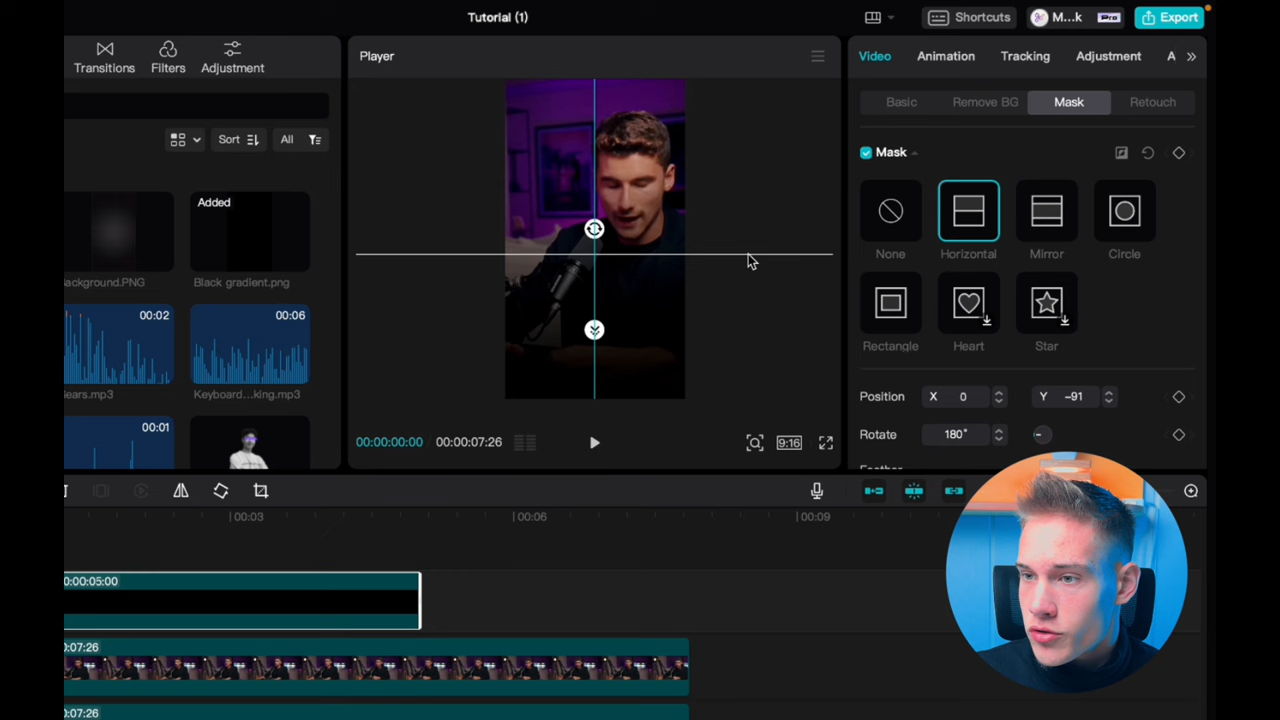 Tutorial (1)
Shortcuts
M...k
Pro
Export
Transitions
Filters
Adjustment
Player
Video
Animation
Tracking
Adjustment
A
Basic
Remove BG
Mask
Retouch
Sort
All
Mask
Added
None
Horizontal
Mirror
Circle
ackground.PNG
Black gradient.png
00:02
00:06
Rectangle
Heart
Star
ears.mp3
Keyboard...king.mp3
Position
X 0
Y -91
00:01
00:00:00:00
00:00:07:26
9:16
Rotate
180°
00:03
00:06
00:09
0:00:05:00
0:07:26
0:07:26